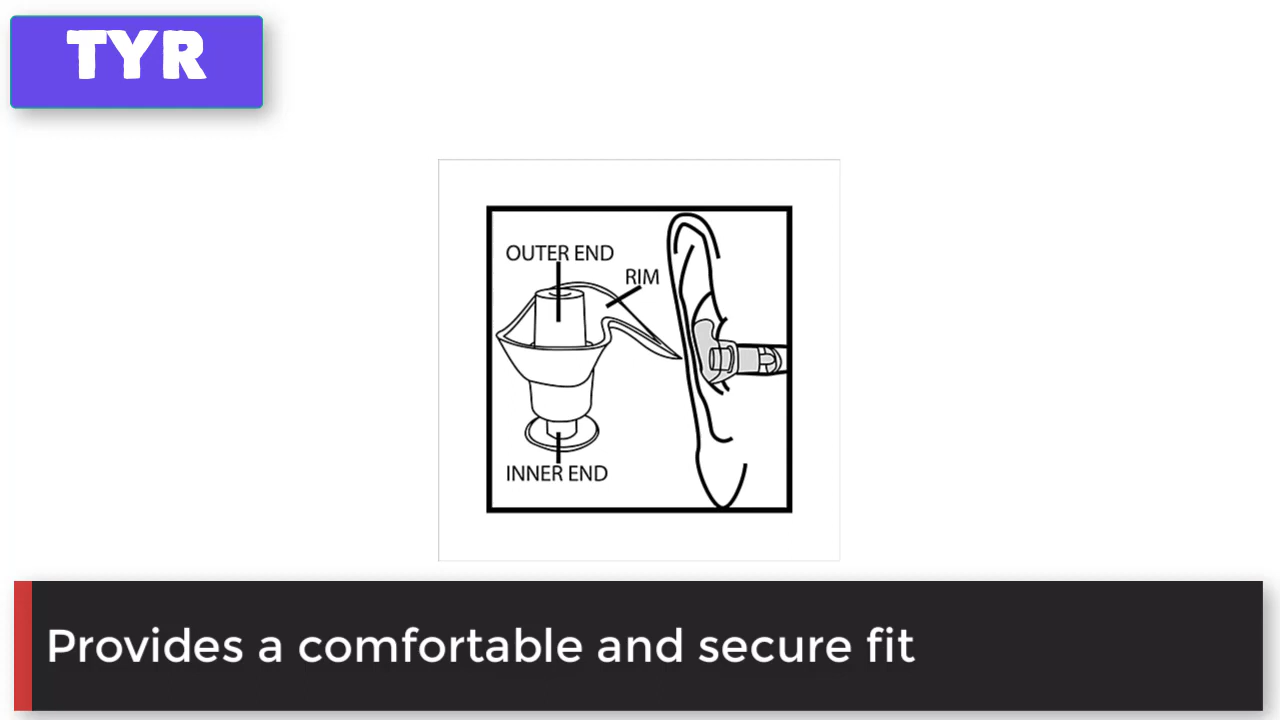 TYR
OUTER END
RIM
INNER END
Provides a comfortable and secure fit